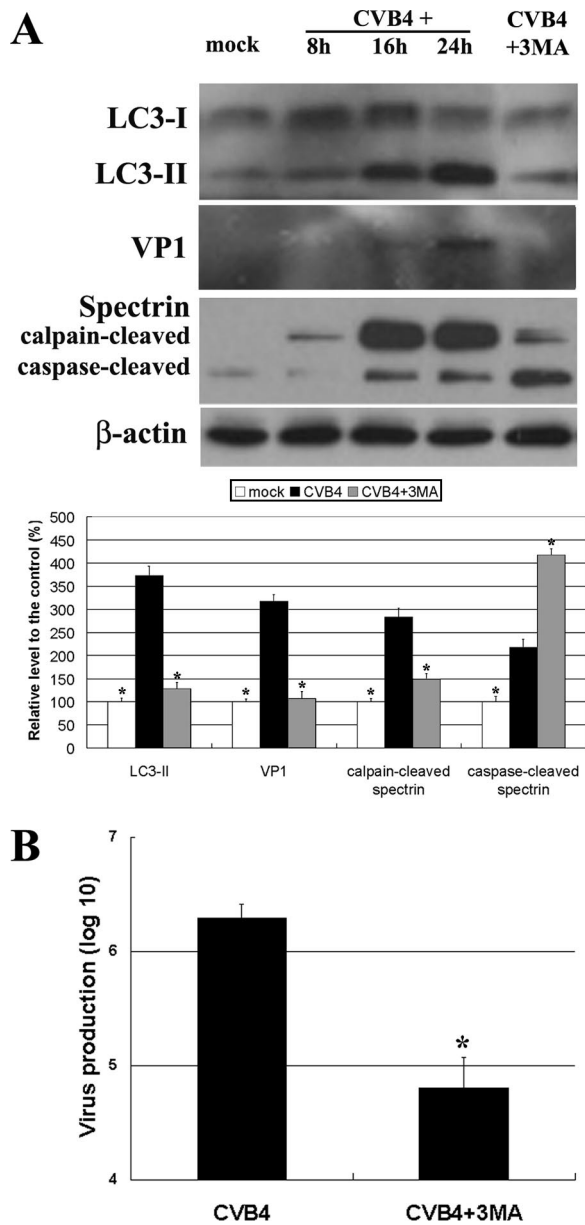 A
CVB4 + CVB4
mock 8h 16h 24h +3MA
LC3-I
LC3-II
VP1
Spectrin
calpain-cleaved
caspase-cleaved
β-actin
mock CVB4 CVB4+3MA
Relative level to the control (%)
500
450
400
350
300
250
200
150
100
50
0
* * * * * * * *
LC3-II VP1 calpain-cleaved spectrin caspase-cleaved spectrin
B
Virus production (log 10)
7
6
5
4
*
CVB4 CVB4+3MA